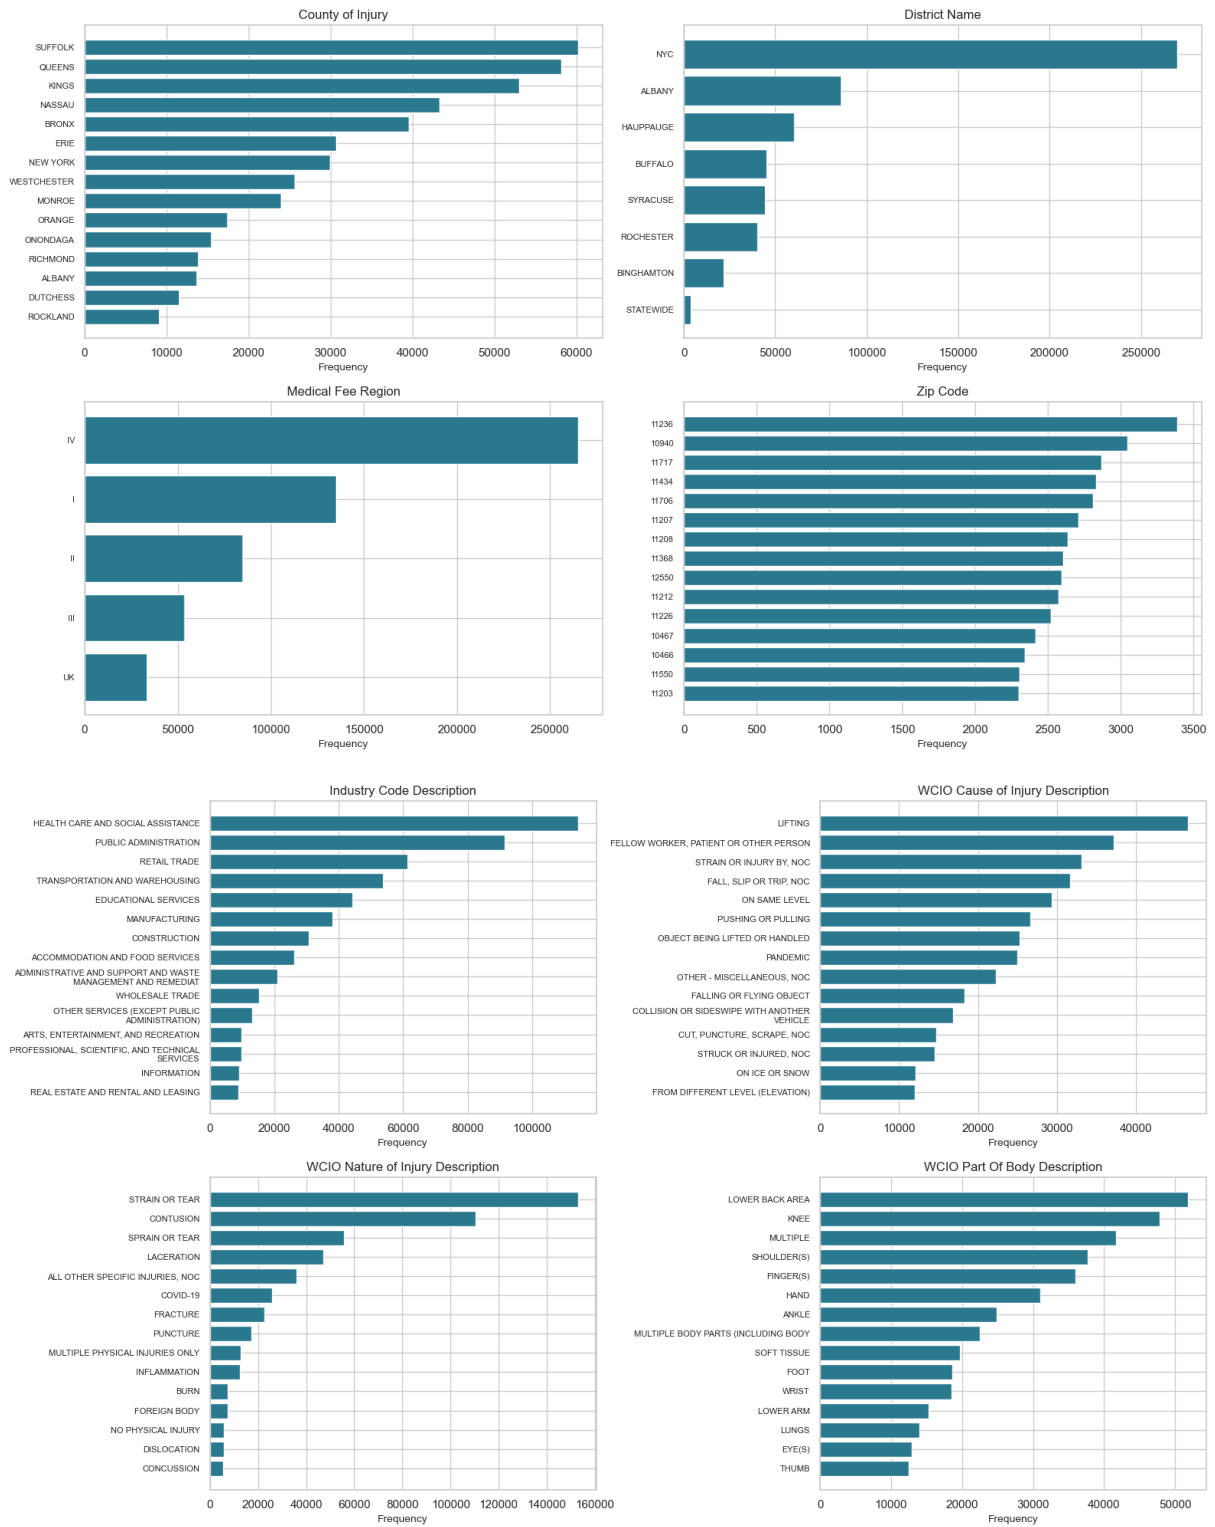 County of Injury
SUFFOLK
QUEENS
KINGS
NASSAU
BRONX
ERIE
NEW YORK
WESTCHESTER
MONROE
ORANGE
ONONDAGA
RICHMOND
ALBANY
DUTCHESS
ROCKLAND
0 10000 20000 30000 40000 50000 60000
Frequency
District Name
NYC
ALBANY
HAUPPAUGE
BUFFALO
SYRACUSE
ROCHESTER
BINGHAMTON
STATEWIDE
0 50000 100000 150000 200000 250000
Frequency
Medical Fee Region
IV
I
II
III
UK
0 50000 100000 150000 200000 250000
Frequency
Zip Code
11236
10940
11717
11434
11706
11207
11208
11368
12550
11212
11226
10467
10466
11550
11203
0 500 1000 1500 2000 2500 3000 3500
Frequency
Industry Code Description
HEALTH CARE AND SOCIAL ASSISTANCE
PUBLIC ADMINISTRATION
RETAIL TRADE
TRANSPORTATION AND WAREHOUSING
EDUCATIONAL SERVICES
MANUFACTURING
CONSTRUCTION
ACCOMMODATION AND FOOD SERVICES
ADMINISTRATIVE AND SUPPORT AND WASTE
MANAGEMENT AND REMEDIAT
WHOLESALE TRADE
OTHER SERVICES (EXCEPT PUBLIC
ADMINISTRATION)
ARTS, ENTERTAINMENT, AND RECREATION
PROFESSIONAL, SCIENTIFIC, AND TECHNICAL
SERVICES
INFORMATION
REAL ESTATE AND RENTAL AND LEASING
0 20000 40000 60000 80000 100000
Frequency
WCIO Cause of Injury Description
LIFTING
FELLOW WORKER, PATIENT OR OTHER PERSON
STRAIN OR INJURY BY, NOC
FALL, SLIP OR TRIP, NOC
ON SAME LEVEL
PUSHING OR PULLING
OBJECT BEING LIFTED OR HANDLED
PANDEMIC
OTHER - MISCELLANEOUS, NOC
FALLING OR FLYING OBJECT
COLLISION OR SIDESWIPE WITH ANOTHER
VEHICLE
CUT, PUNCTURE, SCRAPE, NOC
STRUCK OR INJURED, NOC
ON ICE OR SNOW
FROM DIFFERENT LEVEL (ELEVATION)
0 10000 20000 30000 40000
Frequency
WCIO Nature of Injury Description
STRAIN OR TEAR
CONTUSION
SPRAIN OR TEAR
LACERATION
ALL OTHER SPECIFIC INJURIES, NOC
COVID-19
FRACTURE
PUNCTURE
MULTIPLE PHYSICAL INJURIES ONLY
INFLAMMATION
BURN
FOREIGN BODY
NO PHYSICAL INJURY
DISLOCATION
CONCUSSION
0 20000 40000 60000 80000 100000 120000 140000 160000
Frequency
WCIO Part Of Body Description
LOWER BACK AREA
KNEE
MULTIPLE
SHOULDER(S)
FINGER(S)
HAND
ANKLE
MULTIPLE BODY PARTS (INCLUDING BODY
SOFT TISSUE
FOOT
WRIST
LOWER ARM
LUNGS
EYE(S)
THUMB
0 10000 20000 30000 40000 50000
Frequency